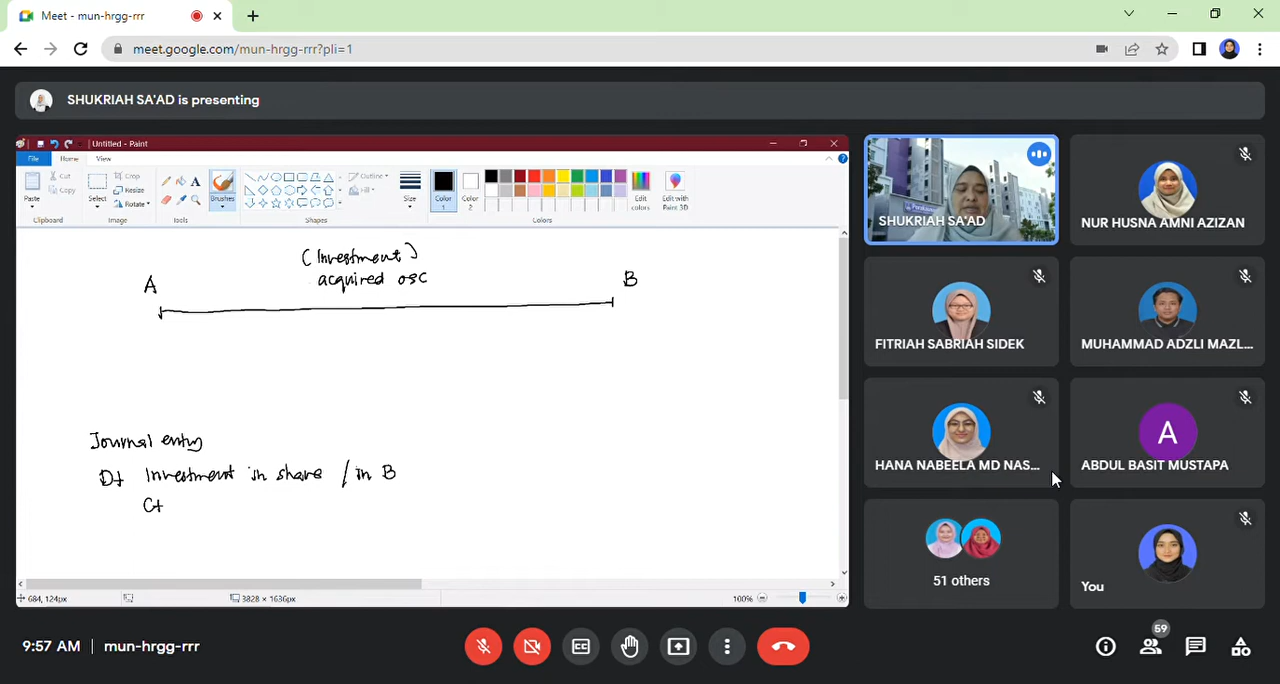 Meet - mun-hrgg-rrr
meet.google.com/mun-hrgg-rrr?pli=1
SHUKRIAH SA'AD is presenting
Untitled - Paint
File Home View
Paste
Cut
Copy
Clipboard
Select
Crop
Resize
Rotate
Image
Tools
Brushes
Shapes
Outline
Fill
Size
Color 1
Color 2
Colors
Edit colors
Edit with Paint 3D
(Investment)
A acquired osc B
Journal entry
Dt Investment in share / in B
Ct
684, 124px
3828 × 1636px
100%
SHUKRIAH SA'AD
NUR HUSNA AMNI AZIZAN
FITRIAH SABRIAH SIDEK
MUHAMMAD ADZLI MAZL...
HANA NABEELA MD NAS...
A
ABDUL BASIT MUSTAPA
51 others
You
9:57 AM | mun-hrgg-rrr
59